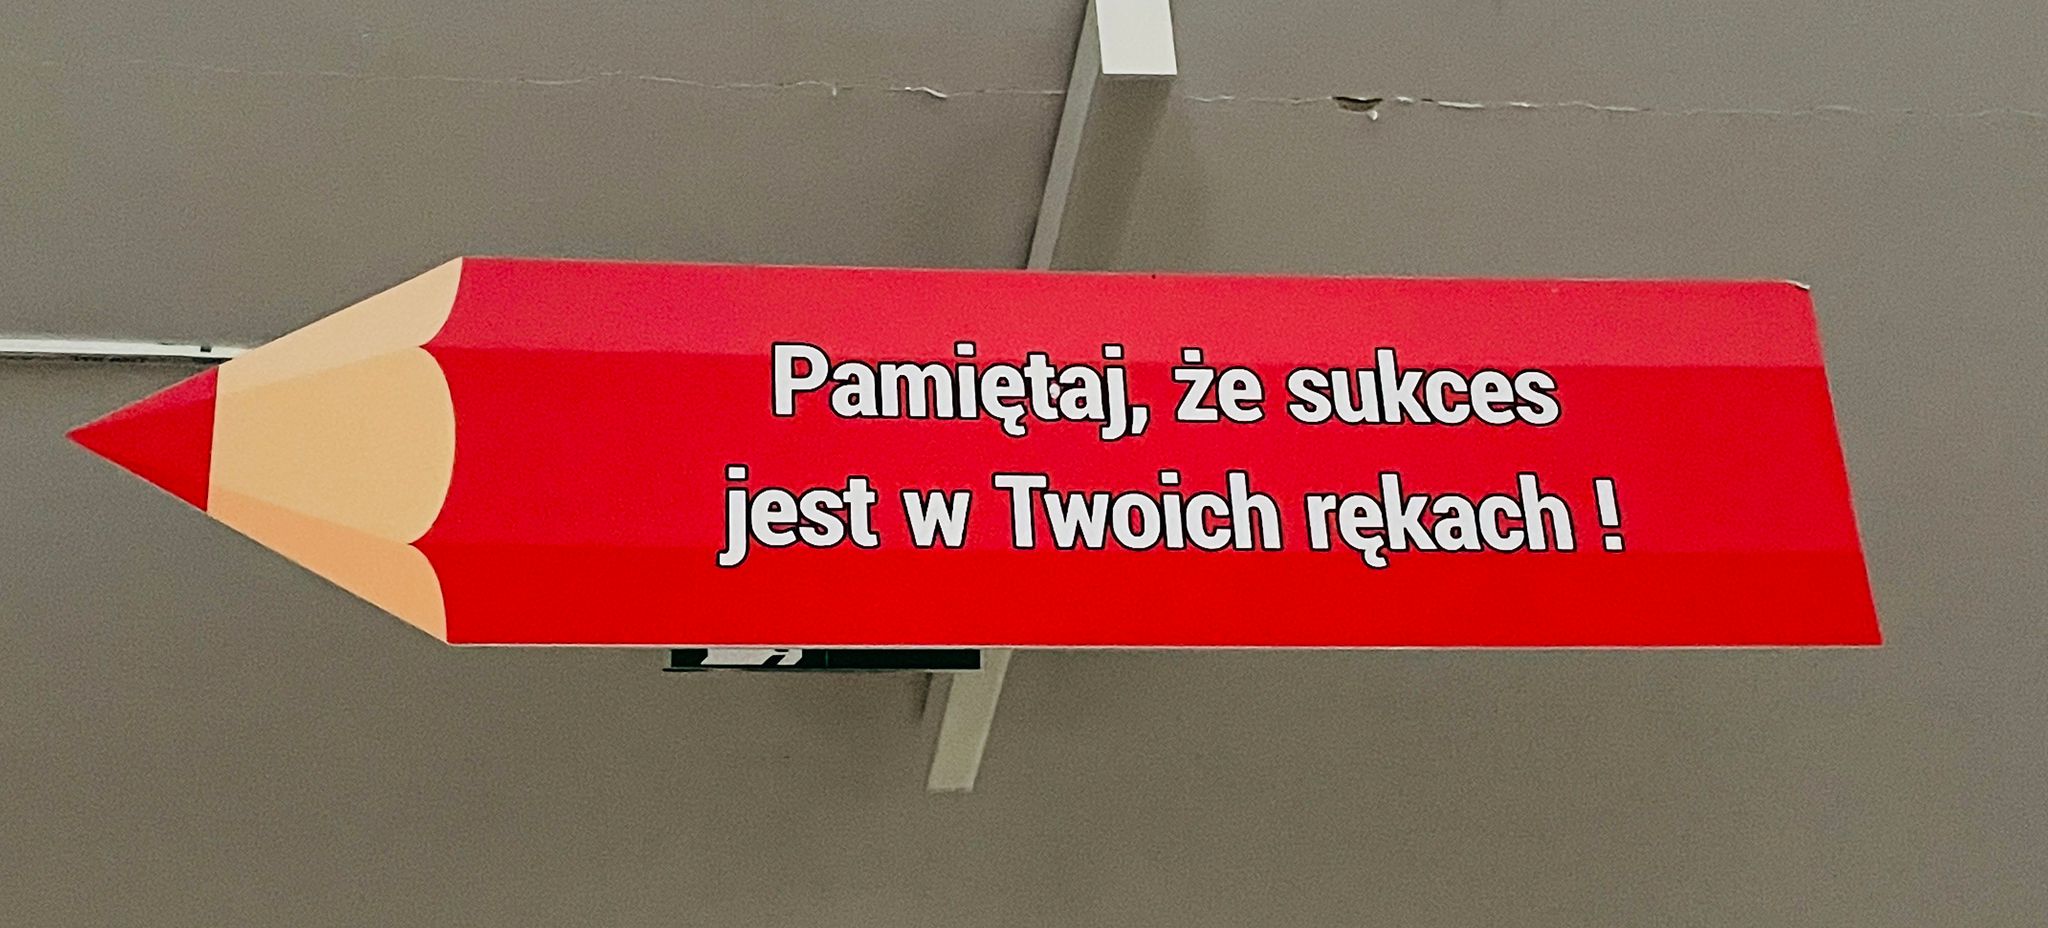 Pamiętaj, że sukces
jest w Twoich rękach !